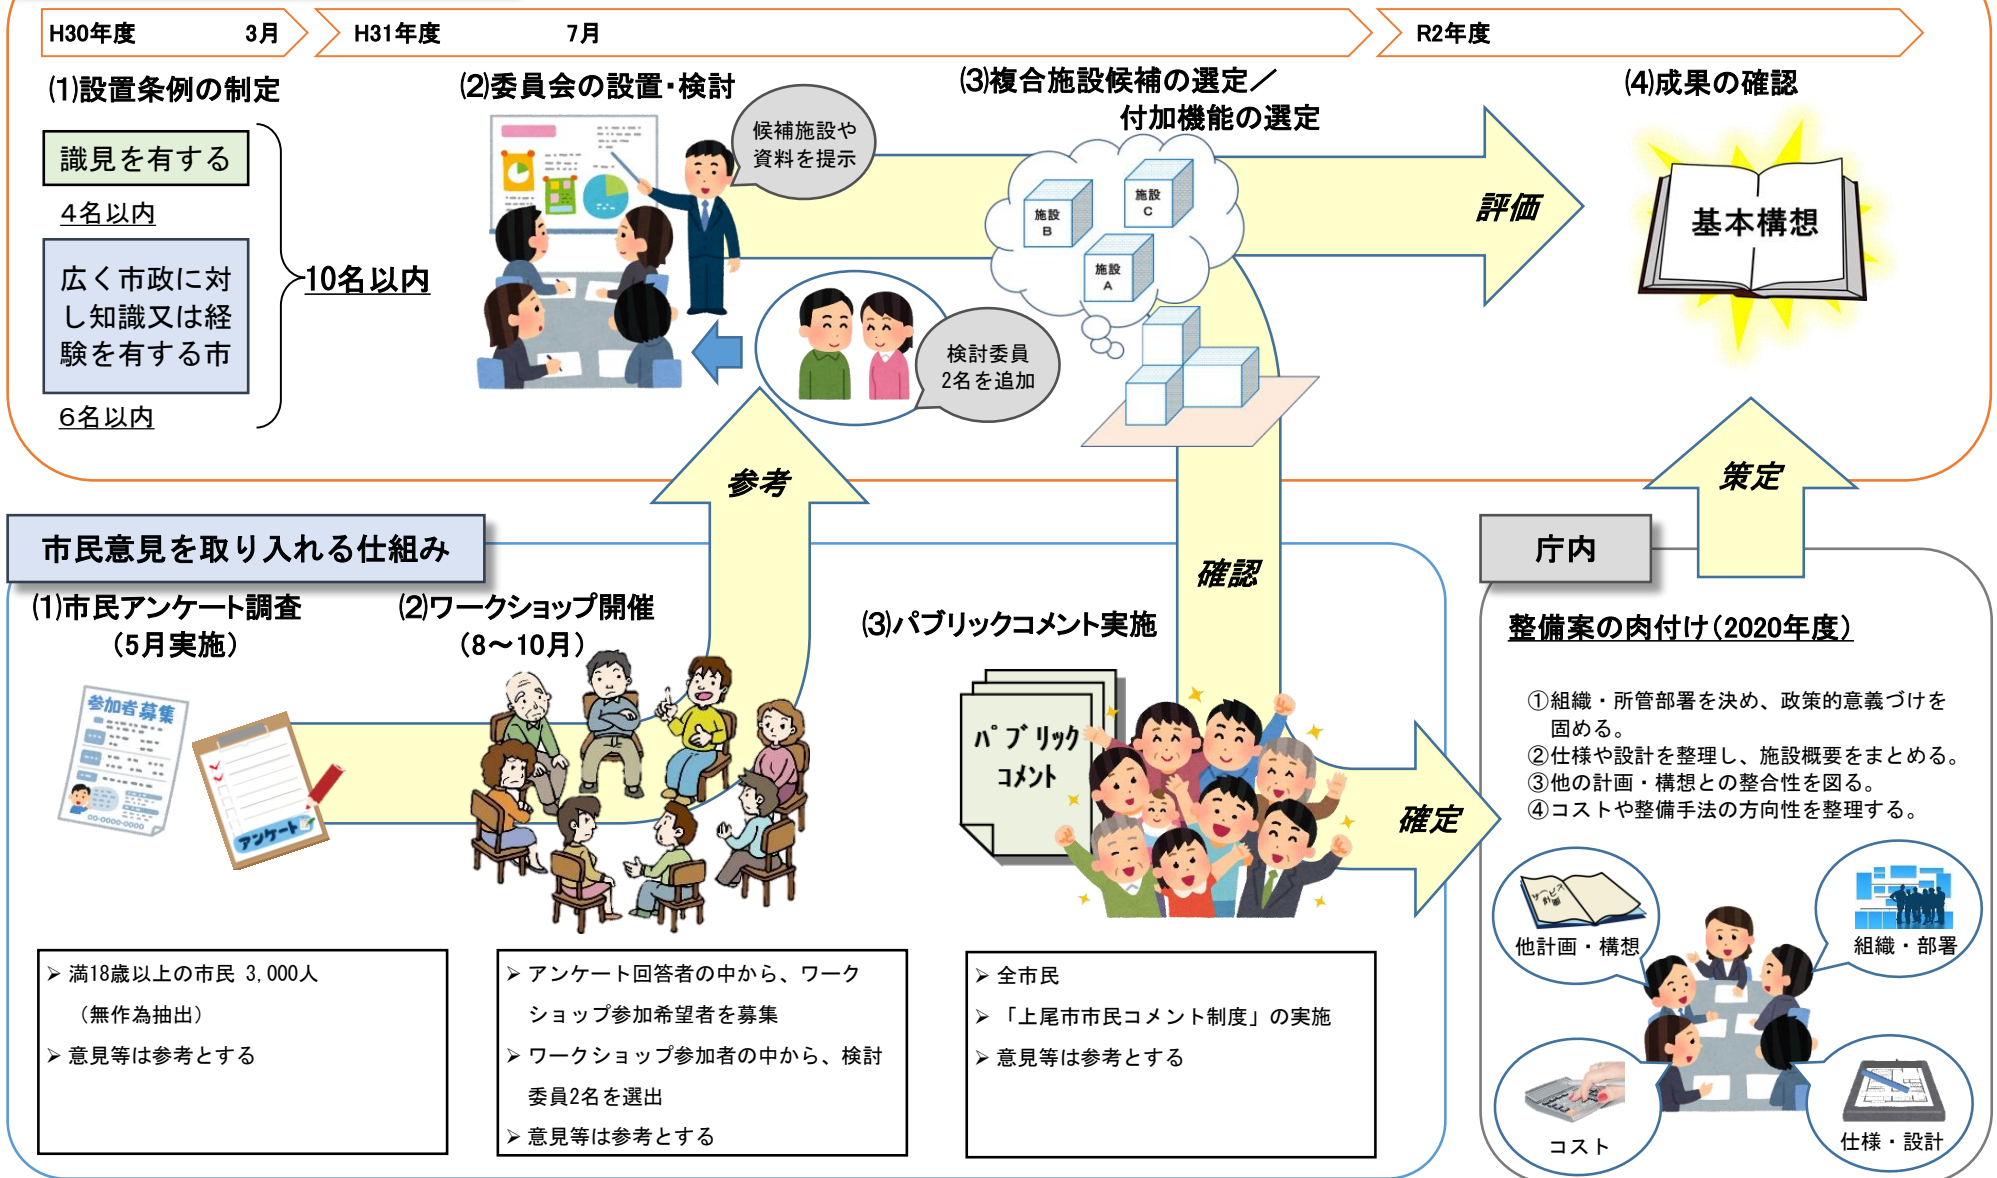 H30年度 3月
H31年度 7月
R2年度
(1)設置条例の制定
識見を有する
4名以内
広く市政に対
し知識又は経
験を有する市
6名以内
10名以内
(2)委員会の設置・検討
候補施設や
資料を提示
検討委員
2名を追加
(3)複合施設候補の選定／
付加機能の選定
施設
B
施設
C
施設
A
評価
(4)成果の確認
基本構想
参考
確認
策定
市民意見を取り入れる仕組み
(1)市民アンケート調査
（5月実施）
参加者募集
00-0000-0000
アンケート
(2)ワークショップ開催
（8～10月）
(3)パブリックコメント実施
パブリック
コメント
確定
➢ 満18歳以上の市民 3,000人
（無作為抽出）
➢ 意見等は参考とする
➢ アンケート回答者の中から、ワーク
ショップ参加希望者を募集
➢ ワークショップ参加者の中から、検討
委員2名を選出
➢ 意見等は参考とする
➢ 全市民
➢ 「上尾市市民コメント制度」の実施
➢ 意見等は参考とする
庁内
整備案の肉付け（2020年度）
①組織・所管部署を決め、政策的意義づけを
固める。
②仕様や設計を整理し、施設概要をまとめる。
③他の計画・構想との整合性を図る。
④コストや整備手法の方向性を整理する。
サービス
計画
他計画・構想
組織・部署
コスト
仕様・設計